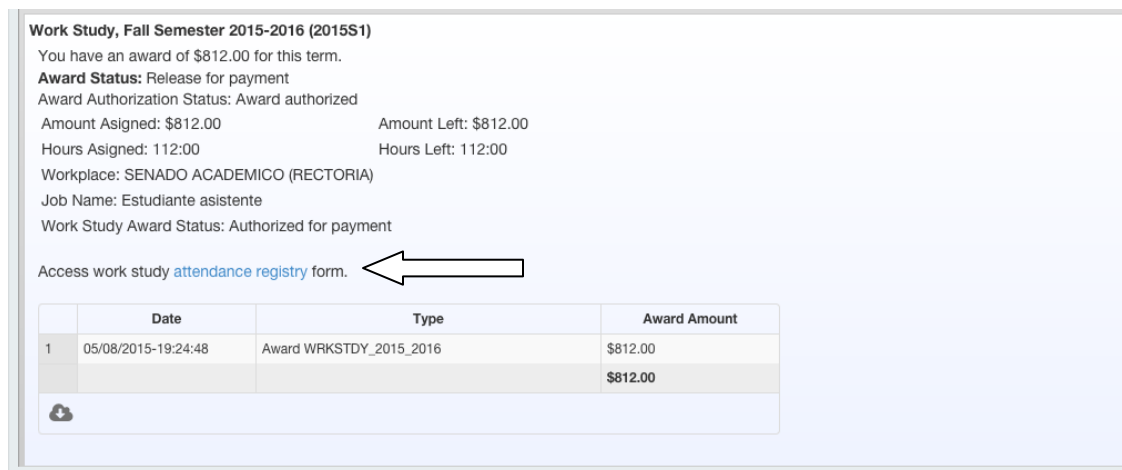 Work Study, Fall Semester 2015-2016 (2015S1)
You have an award of $812.00 for this term.
Award Status: Release for payment
Award Authorization Status: Award authorized
Amount Asigned: $812.00 Amount Left: $812.00
Hours Asigned: 112:00 Hours Left: 112:00
Workplace: SENADO ACADEMICO (RECTORIA)
Job Name: Estudiante asistente
Work Study Award Status: Authorized for payment
Access work study attendance registry form.
Date Type Award Amount
1 05/08/2015-19:24:48 Award WRKSTDY_2015_2016 $812.00
$812.00